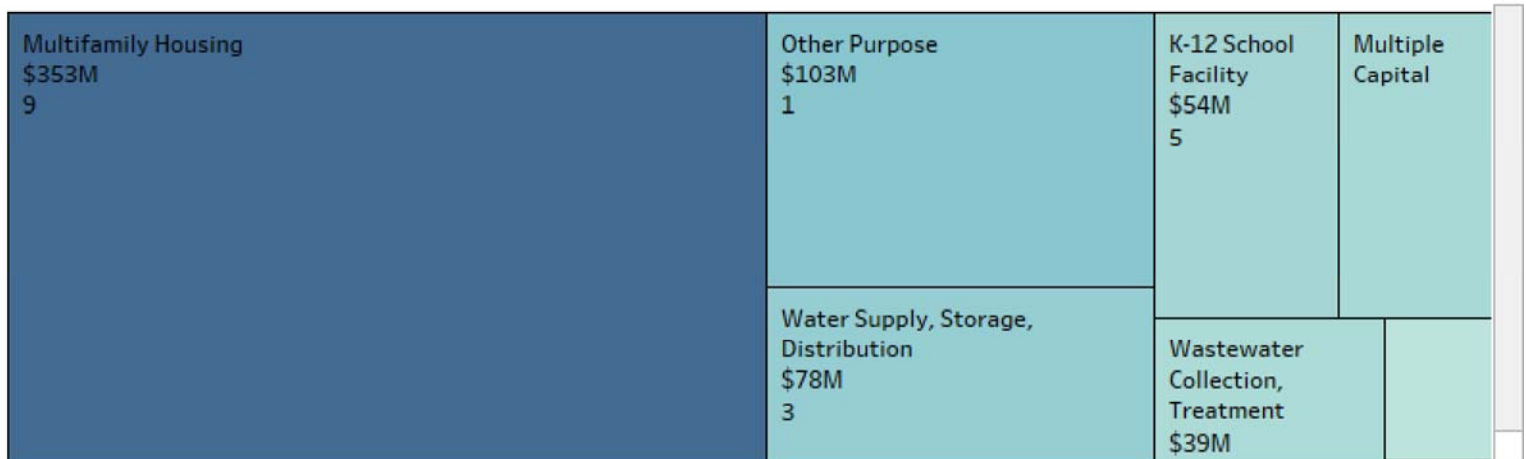 Multifamily Housing
$353M
9
Other Purpose
$103M
1
Water Supply, Storage,
Distribution
$78M
3
K-12 School
Facility
$54M
5
Multiple
Capital
Wastewater
Collection,
Treatment
$39M